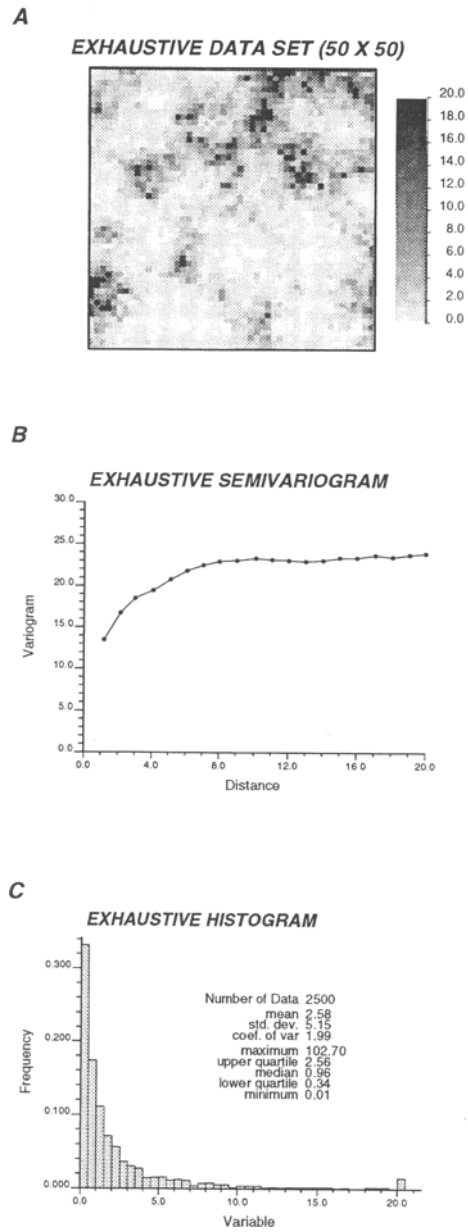 A
EXHAUSTIVE DATA SET (50 X 50)
20.0
18.0
16.0
14.0
12.0
10.0
8.0
6.0
4.0
2.0
0.0
B
EXHAUSTIVE SEMIVARIOGRAM
30.0
25.0
20.0
15.0
10.0
5.0
0.0
Variogram
0.0 4.0 8.0 12.0 16.0 20.0
Distance
C
EXHAUSTIVE HISTOGRAM
0.300
0.200
0.100
0.000
Frequency
Number of Data 2500
mean 2.58
std. dev. 5.15
coef. of var 1.99
maximum 102.70
upper quartile 2.56
median 0.96
lower quartile 0.34
minimum 0.01
0.0 5.0 10.0 15.0 20.0
Variable